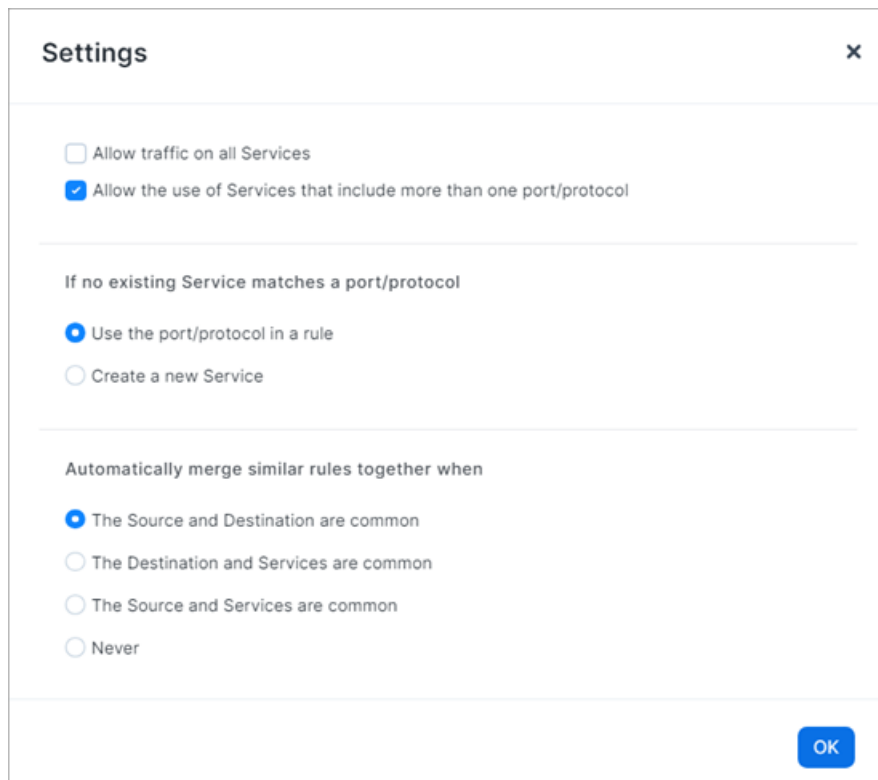 Settings
Allow traffic on all Services
Allow the use of Services that include more than one port/protocol
If no existing Service matches a port/protocol
Use the port/protocol in a rule
Create a new Service
Automatically merge similar rules together when
The Source and Destination are common
The Destination and Services are common
The Source and Services are common
Never
OK